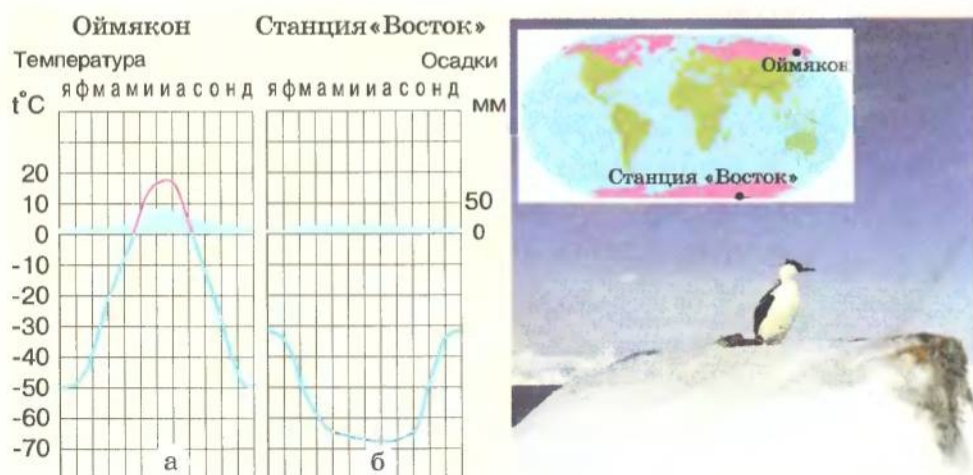 Оймякон Станция «Восток»
Температура Осадки
t°C я ф м а м и и а с о н д я ф м а м и и а с о н д мм
20
10
0
-10
-20
-30
-40
-50
-60
-70
50
0
а б
Оймякон
Станция «Восток»